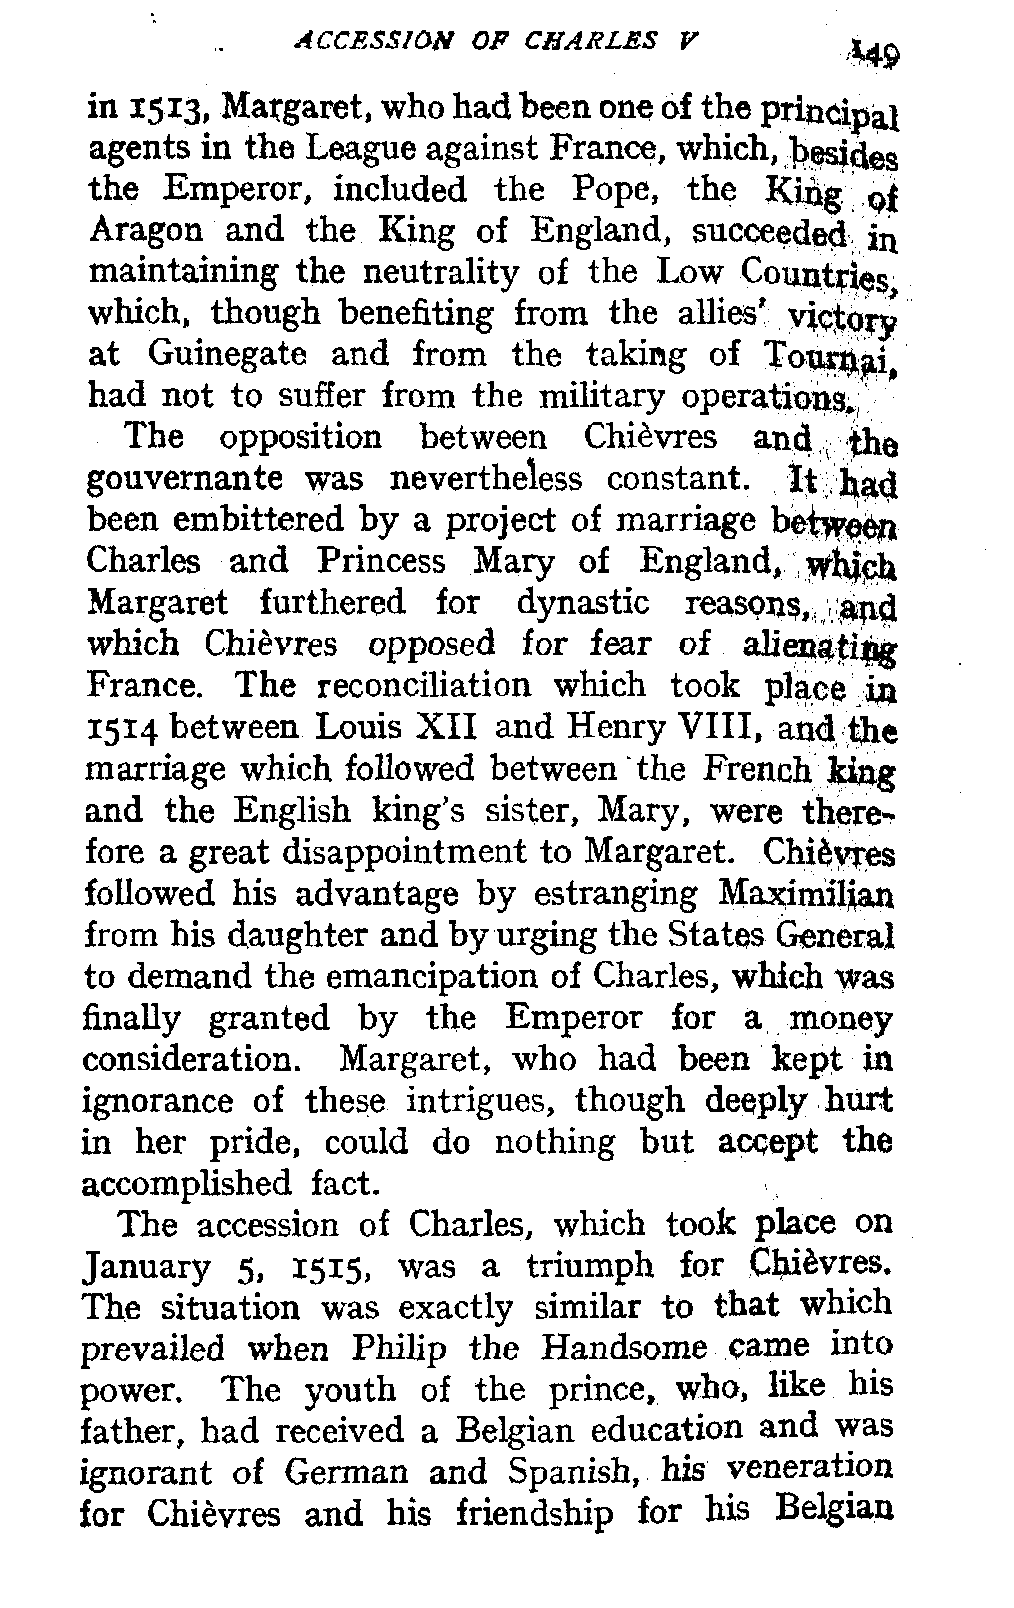 ACCESSION OF CHARLES V 149
in 1513, Margaret, who had been one of the principal
agents in the League against France, which, besides
the Emperor, included the Pope, the King of
Aragon and the King of England, succeeded in
maintaining the neutrality of the Low Countries,
which, though benefiting from the allies' victory
at Guinegate and from the taking of Tournai,
had not to suffer from the military operations.
The opposition between Chièvres and the
gouvernante was nevertheless constant. It had
been embittered by a project of marriage between
Charles and Princess Mary of England, which
Margaret furthered for dynastic reasons, and
which Chièvres opposed for fear of alienating
France. The reconciliation which took place in
1514 between Louis XII and Henry VIII, and the
marriage which followed between the French king
and the English king's sister, Mary, were there-
fore a great disappointment to Margaret. Chièvres
followed his advantage by estranging Maximilian
from his daughter and by urging the States General
to demand the emancipation of Charles, which was
finally granted by the Emperor for a money
consideration. Margaret, who had been kept in
ignorance of these intrigues, though deeply hurt
in her pride, could do nothing but accept the
accomplished fact.
The accession of Charles, which took place on
January 5, 1515, was a triumph for Chièvres.
The situation was exactly similar to that which
prevailed when Philip the Handsome came into
power. The youth of the prince, who, like his
father, had received a Belgian education and was
ignorant of German and Spanish, his veneration
for Chièvres and his friendship for his Belgian